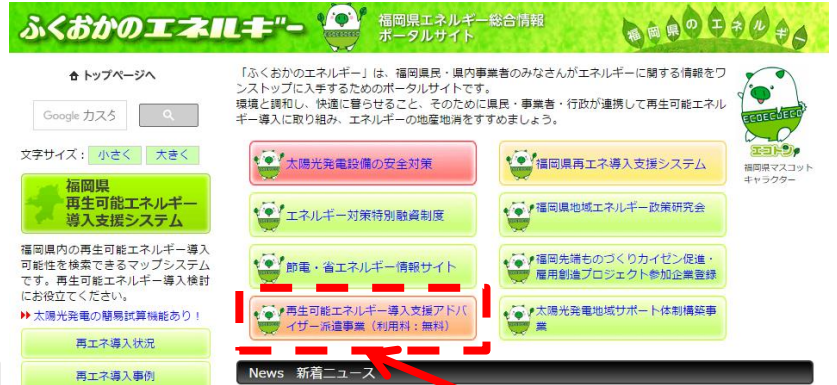 ふくおかのエネルギー
福岡県エネルギー総合情報
ポータルサイト
福岡県のエネルギー
トップページへ
Google カスタ
文字サイズ： 小さく 大きく
福岡県
再生可能エネルギー
導入支援システム
福岡県内の再生可能エネルギー導入
可能性を検索できるマップシステム
です。再生可能エネルギー導入検討
にお役立てください。
太陽光発電の簡易試算機能あり！
再エネ導入状況
再エネ導入事例
「ふくおかのエネルギー」は、福岡県民・県内事業者のみなさんがエネルギーに関する情報をワ
ンストップに入手するためのポータルサイトです。
環境と調和し、快適に暮らせること、そのために県民・事業者・行政が連携して再生可能エネル
ギー導入に取り組み、エネルギーの地産地消をすすめましょう。
太陽光発電設備の安全対策
福岡県再エネ導入支援システム
エネルギー対策特別融資制度
福岡県地域エネルギー政策研究会
節電・省エネルギー情報サイト
福岡先端ものづくりカイゼン促進・
雇用創造プロジェクト参加企業登録
再生可能エネルギー導入支援アドバ
イザー派遣事業（利用料：無料）
太陽光発電地域サポート体制構築事
業
ECOECOECO
エコトン
福岡県マスコット
キャラクター
News 新着ニュース